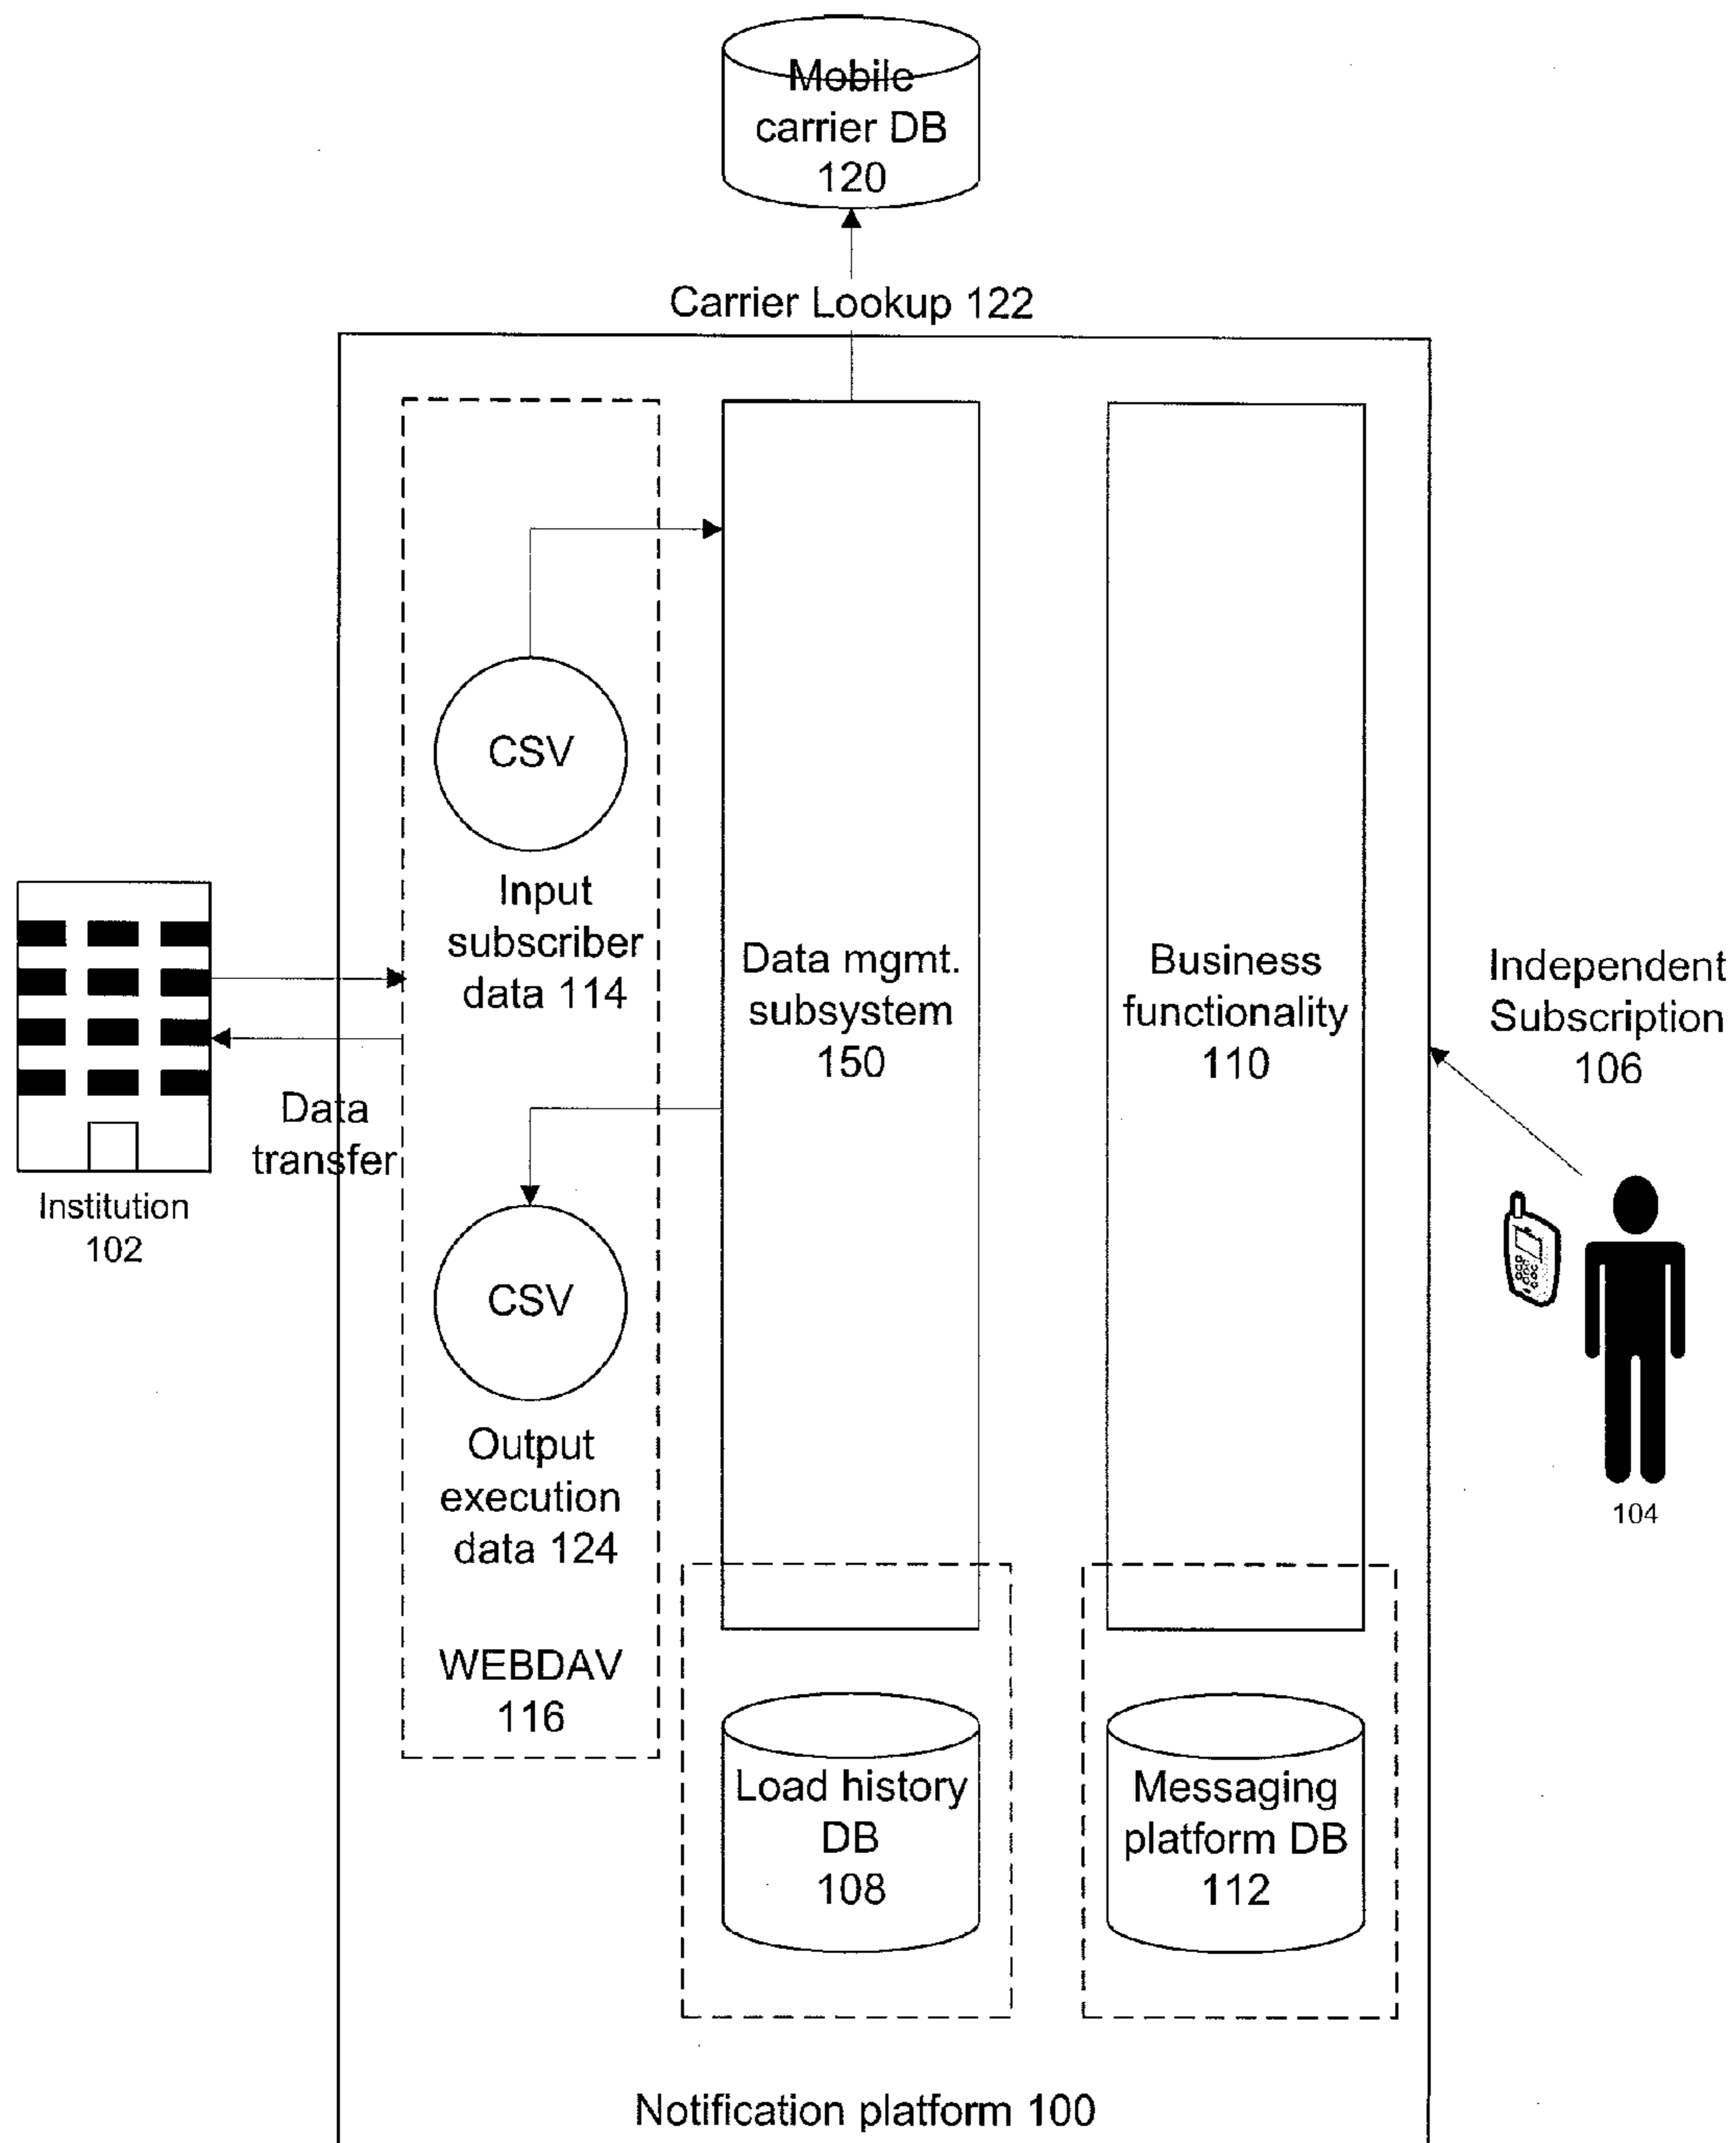 Mobile
carrier DB
120
Carrier Lookup 122
CSV
Input
subscriber
data 114
Data mgmt.
subsystem
150
Business
functionality
110
Independent
Subscription
106
Data
transfer
Institution
102
CSV
Output
execution
data 124
104
WEBDAV
116
Load history
DB
108
Messaging
platform DB
112
Notification platform 100